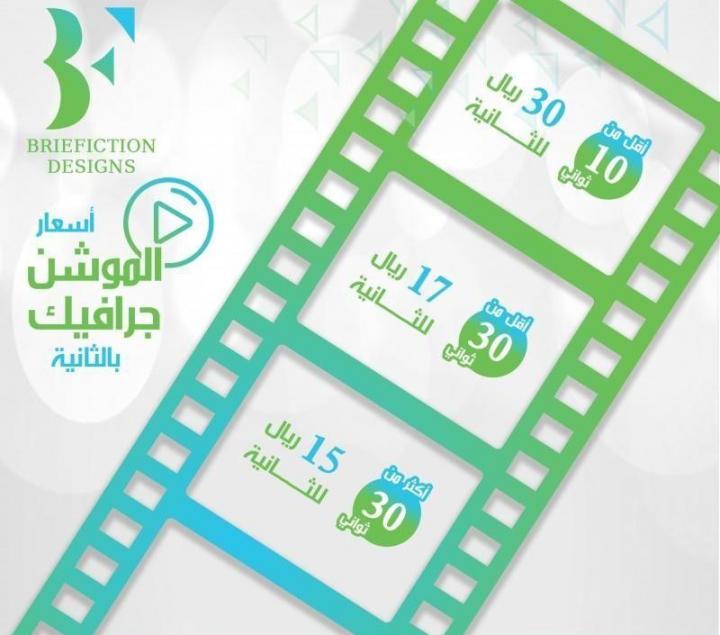 BRIEFICTION
DESIGNS
أسعار
الموشن
جرافيك
بالثانية
30 ريال
للثانية
أقل من
10
ثواني
17 ريال
للثانية
أقل من
30
ثواني
15 ريال
للثانية
أكثر من
30
ثواني